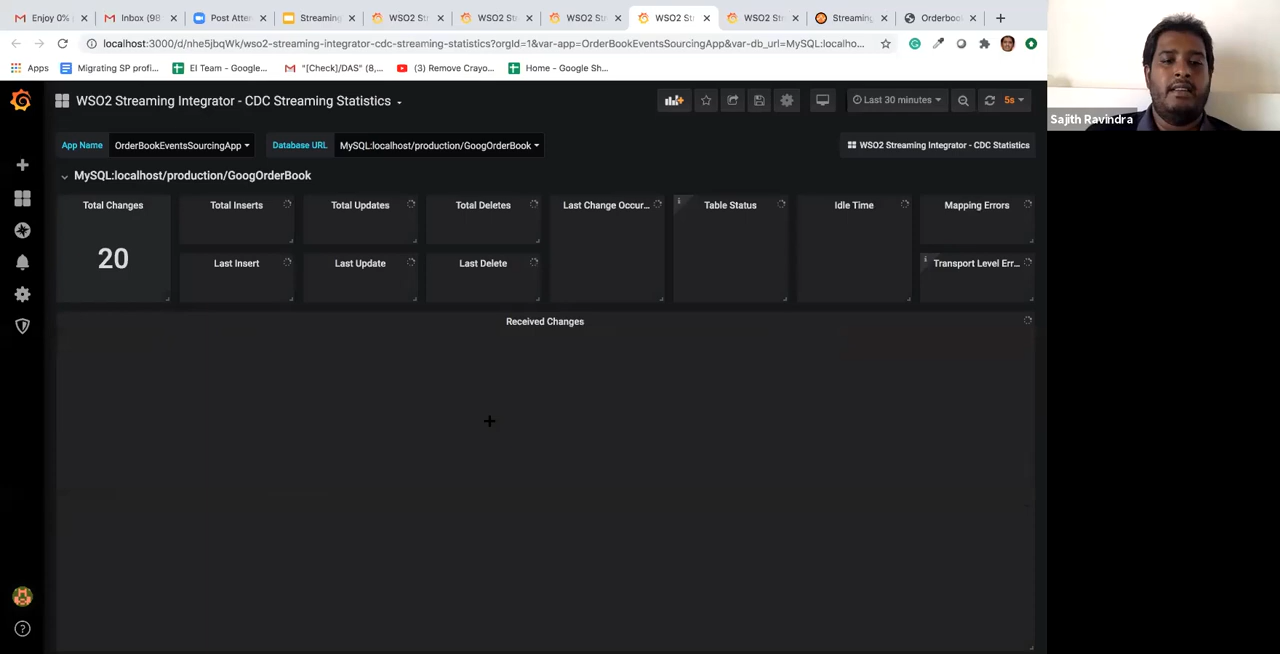 Enjoy 0%
Inbox (98
Post Atter
Streaming
WSO2 St
WSO2 St
WSO2 St
WSO2 St
WSO2 St
Streaming
Orderboo
localhost:3000/d/nhe5jbqWk/wso2-streaming-integrator-cdc-streaming-statistics?orgId=1&var-app=OrderBookEventsSourcingApp&var-db_url=MySQL:localho...
Apps
Migrating SP profi...
EI Team - Google...
"[Check]/DAS" (8,...
(3) Remove Crayo...
Home - Google Sh...
Sajith Ravindra
WSO2 Streaming Integrator - CDC Streaming Statistics
Last 30 minutes
5s
App Name
OrderBookEventsSourcingApp
Database URL
MySQL:localhost/production/GoogOrderBook
WSO2 Streaming Integrator - CDC Statistics
MySQL:localhost/production/GoogOrderBook
Total Changes
Total Inserts
Total Updates
Total Deletes
Last Change Occur...
Table Status
Idle Time
Mapping Errors
20
Last Insert
Last Update
Last Delete
Transport Level Err...
Received Changes